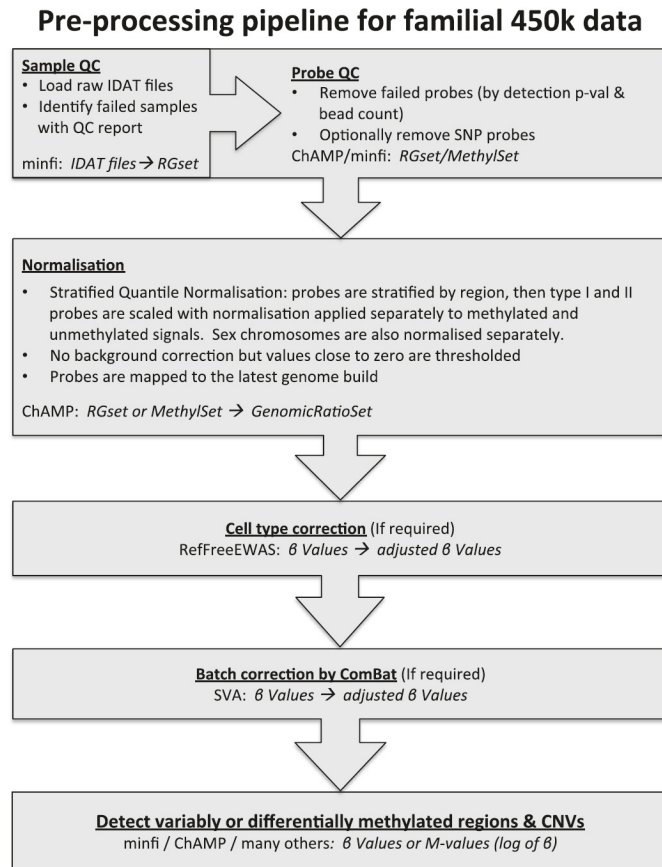 Pre-processing pipeline for familial 450k data
Sample QC
• Load raw IDAT files
• Identify failed samples
with QC report
minfi: IDAT files → RGset
Probe QC
• Remove failed probes (by detection p-val &
bead count)
• Optionally remove SNP probes
ChAMP/minfi: RGset/MethylSet
Normalisation
• Stratified Quantile Normalisation: probes are stratified by region, then type I and II
probes are scaled with normalisation applied separately to methylated and
unmethylated signals. Sex chromosomes are also normalised separately.
• No background correction but values close to zero are thresholded
• Probes are mapped to the latest genome build
ChAMP: RGset or MethylSet → GenomicRatioSet
Cell type correction (If required)
RefFreeEWAS: β Values → adjusted β Values
Batch correction by ComBat (If required)
SVA: β Values → adjusted β Values
Detect variably or differentially methylated regions & CNVs
minfi / ChAMP / many others: β Values or M-values (log of β)